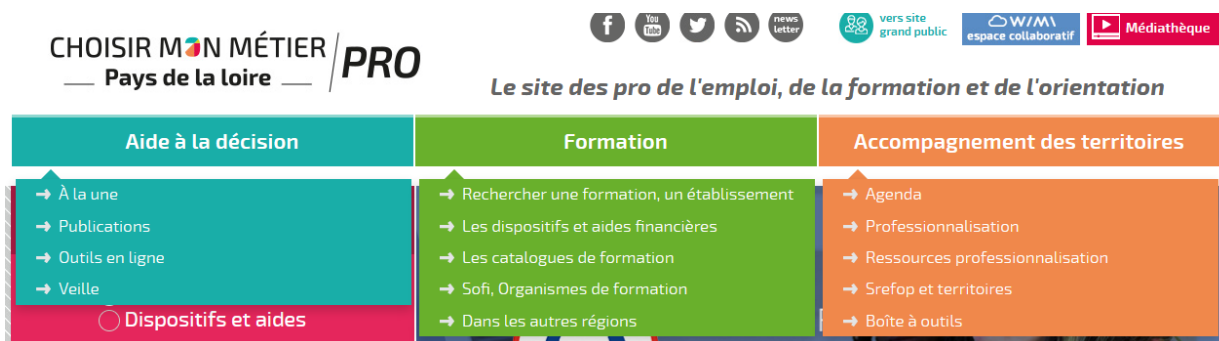 CHOISIR MON MÉTIER
Pays de la loire
PRO
You Tube
news letter
vers site
grand public
WIMI
espace collaboratif
Médiathèque
Le site des pro de l'emploi, de la formation et de l'orientation
Aide à la décision
À la une
Publications
Outils en ligne
Veille
Dispositifs et aides
Formation
Rechercher une formation, un établissement
Les dispositifs et aides financières
Les catalogues de formation
Sofi, Organismes de formation
Dans les autres régions
Accompagnement des territoires
Agenda
Professionnalisation
Ressources professionnalisation
Srefop et territoires
Boîte à outils